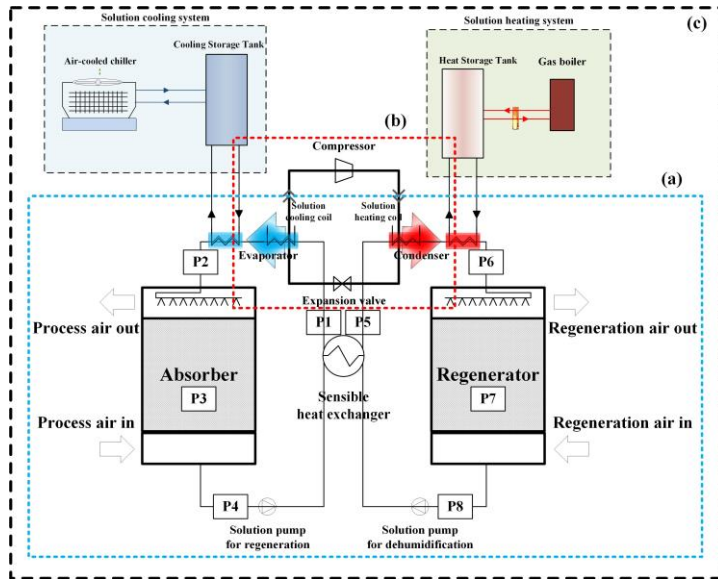 Solution cooling system
Cooling Storage Tank
Air-cooled chiller
Solution heating system
(c)
Heat Storage Tank
Gas boiler
(b)
Compressor
(a)
Solution
cooling coil
Solution
heating coil
P2
Evaporator
Condenser
P6
Expansion valve
Process air out
P1
P5
Regeneration air out
Absorber
P3
Sensible
heat exchanger
Regenerator
P7
Process air in
Regeneration air in
P4
Solution pump
for regeneration
P8
Solution pump
for dehumidification